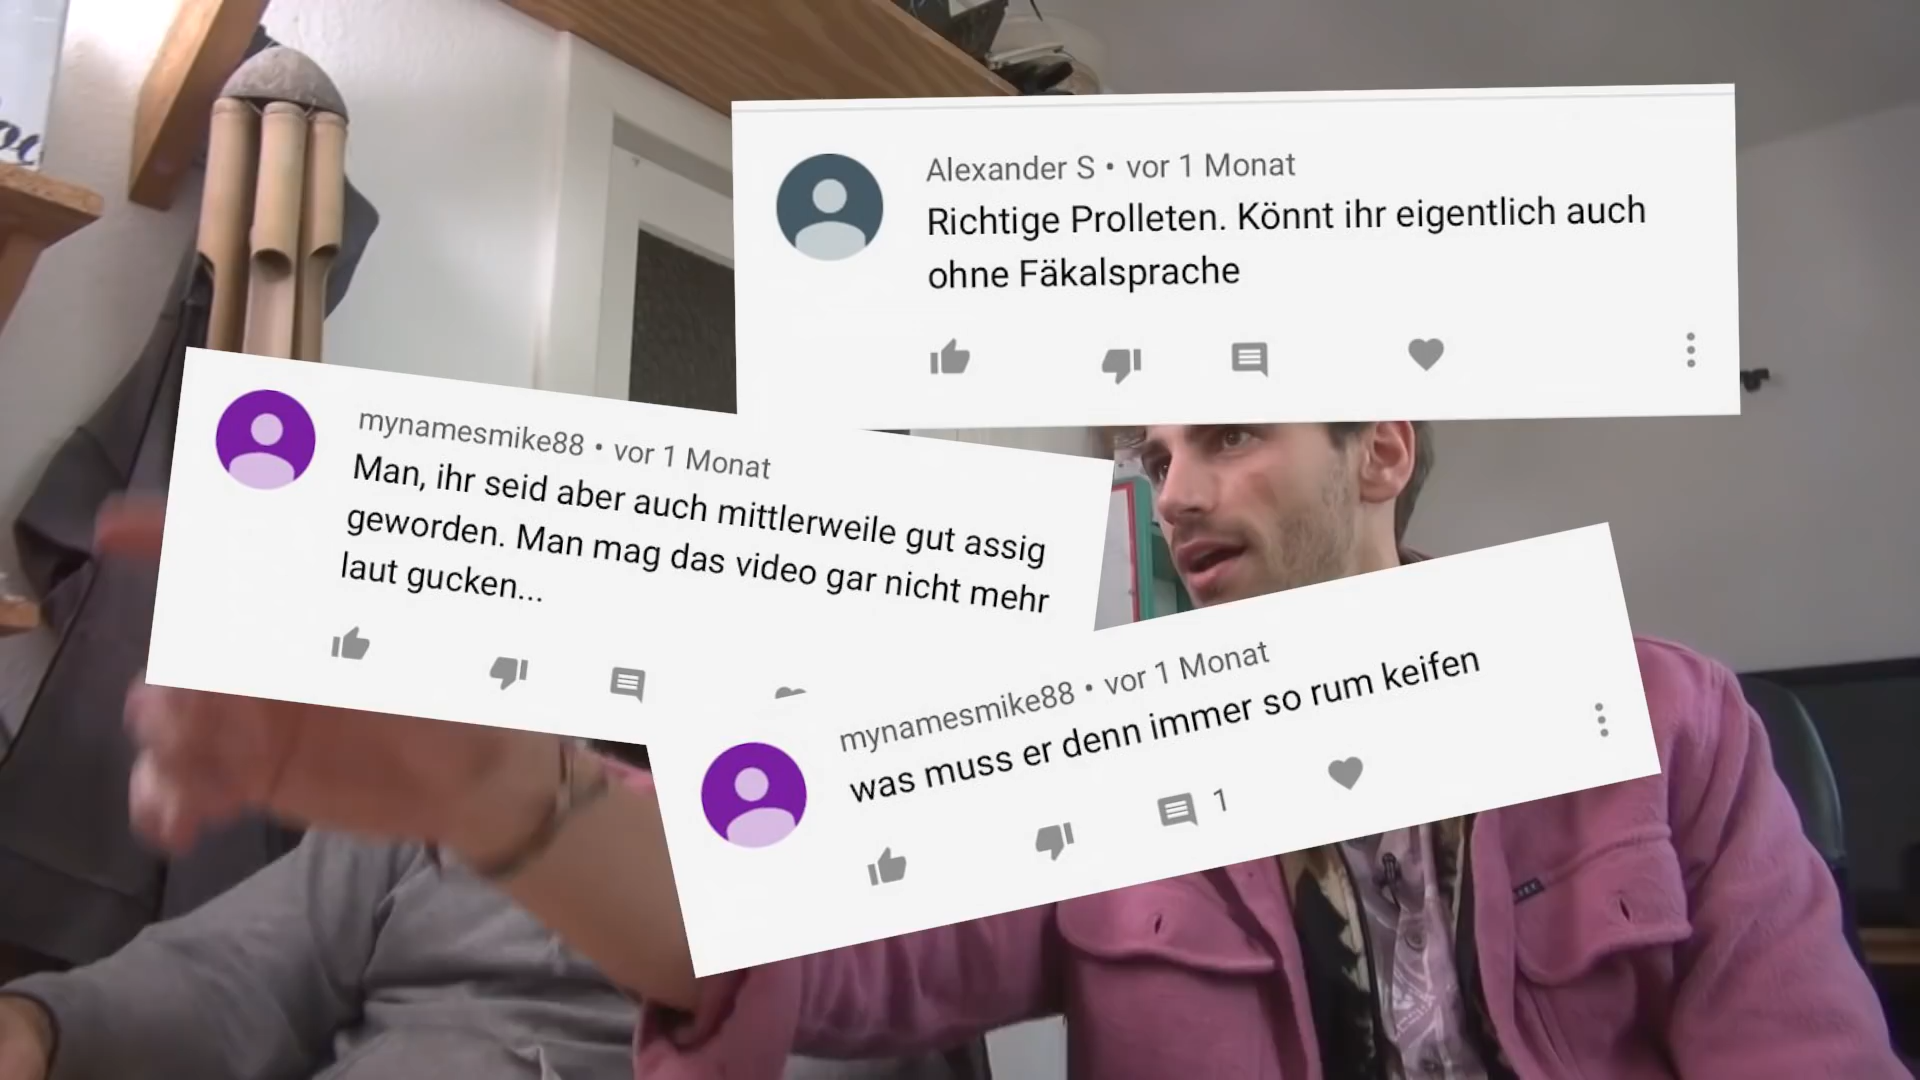 Alexander S • vor 1 Monat
Richtige Prolleten. Könnt ihr eigentlich auch
ohne Fäkalsprache
mynamesmike88 • vor 1 Monat
Man, ihr seid aber auch mittlerweile gut assig
geworden. Man mag das video gar nicht mehr
laut gucken...
mynamesmike88 • vor 1 Monat
was muss er denn immer so rum keifen
1